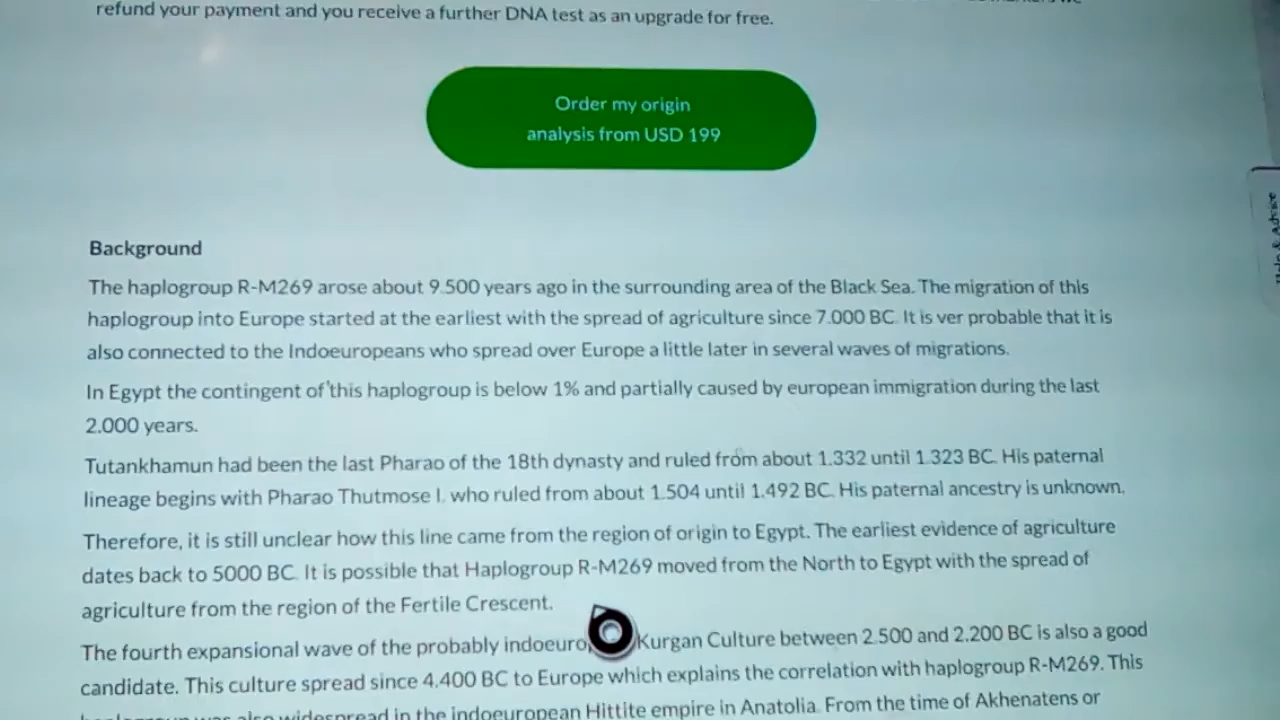 refund your payment and you receive a further DNA test as an upgrade for free.
Order my origin
analysis from USD 199
Background
The haplogroup R-M269 arose about 9.500 years ago in the surrounding area of the Black Sea. The migration of this
haplogroup into Europe started at the earliest with the spread of agriculture since 7.000 BC. It is ver probable that it is
also connected to the Indoeuropeans who spread over Europe a little later in several waves of migrations.
In Egypt the contingent of this haplogroup is below 1% and partially caused by european immigration during the last
2.000 years.
Tutankhamun had been the last Pharao of the 18th dynasty and ruled from about 1.332 until 1.323 BC. His paternal
lineage begins with Pharao Thutmose I. who ruled from about 1.504 until 1.492 BC. His paternal ancestry is unknown.
Therefore, it is still unclear how this line came from the region of origin to Egypt. The earliest evidence of agriculture
dates back to 5000 BC. It is possible that Haplogroup R-M269 moved from the North to Egypt with the spread of
agriculture from the region of the Fertile Crescent.
The fourth expansional wave of the probably indoeuro Kurgan Culture between 2.500 and 2.200 BC is also a good
candidate. This culture spread since 4.400 BC to Europe which explains the correlation with haplogroup R-M269. This
also widespread in the indoeuropean Hittite empire in Anatolia. From the time of Akhenatens or
& Advice